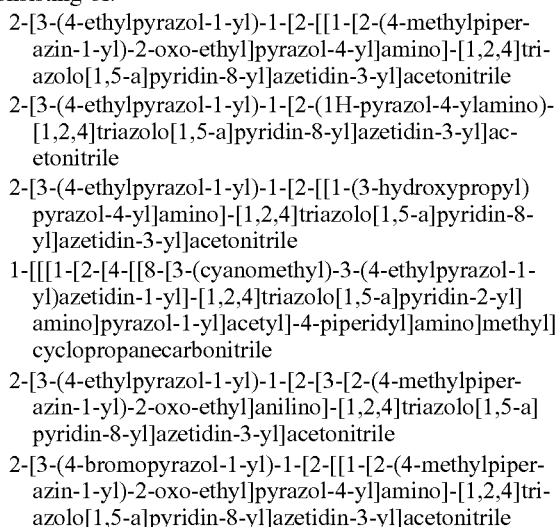 2-[3-(4-ethylpyrazol-1-yl)-1-[2-[[1-[2-(4-methylpiper-
azin-1-yl)-2-oxo-ethyl]pyrazol-4-yl]amino]-[1,2,4]tri-
azolo[1,5-a]pyridin-8-yl]azetidin-3-yl]acetonitrile
2-[3-(4-ethylpyrazol-1-yl)-1-[2-(1H-pyrazol-4-ylamino)-
[1,2,4]triazolo[1,5-a]pyridin-8-yl]azetidin-3-yl]ac-
etonitrile
2-[3-(4-ethylpyrazol-1-yl)-1-[2-[[1-(3-hydroxypropyl)
pyrazol-4-yl]amino]-[1,2,4]triazolo[1,5-a]pyridin-8-
yl]azetidin-3-yl]acetonitrile
1-[[[1-[2-[4-[[8-[3-(cyanomethyl)-3-(4-ethylpyrazol-1-
yl)azetidin-1-yl]-[1,2,4]triazolo[1,5-a]pyridin-2-yl]
amino]pyrazol-1-yl]acetyl]-4-piperidyl]amino]methyl]
cyclopropanecarbonitrile
2-[3-(4-ethylpyrazol-1-yl)-1-[2-[3-[2-(4-methylpiper-
azin-1-yl)-2-oxo-ethyl]anilino]-[1,2,4]triazolo[1,5-a]
pyridin-8-yl]azetidin-3-yl]acetonitrile
2-[3-(4-bromopyrazol-1-yl)-1-[2-[[1-[2-(4-methylpiper-
azin-1-yl)-2-oxo-ethyl]pyrazol-4-yl]amino]-[1,2,4]tri-
azolo[1,5-a]pyridin-8-yl]azetidin-3-yl]acetonitrile